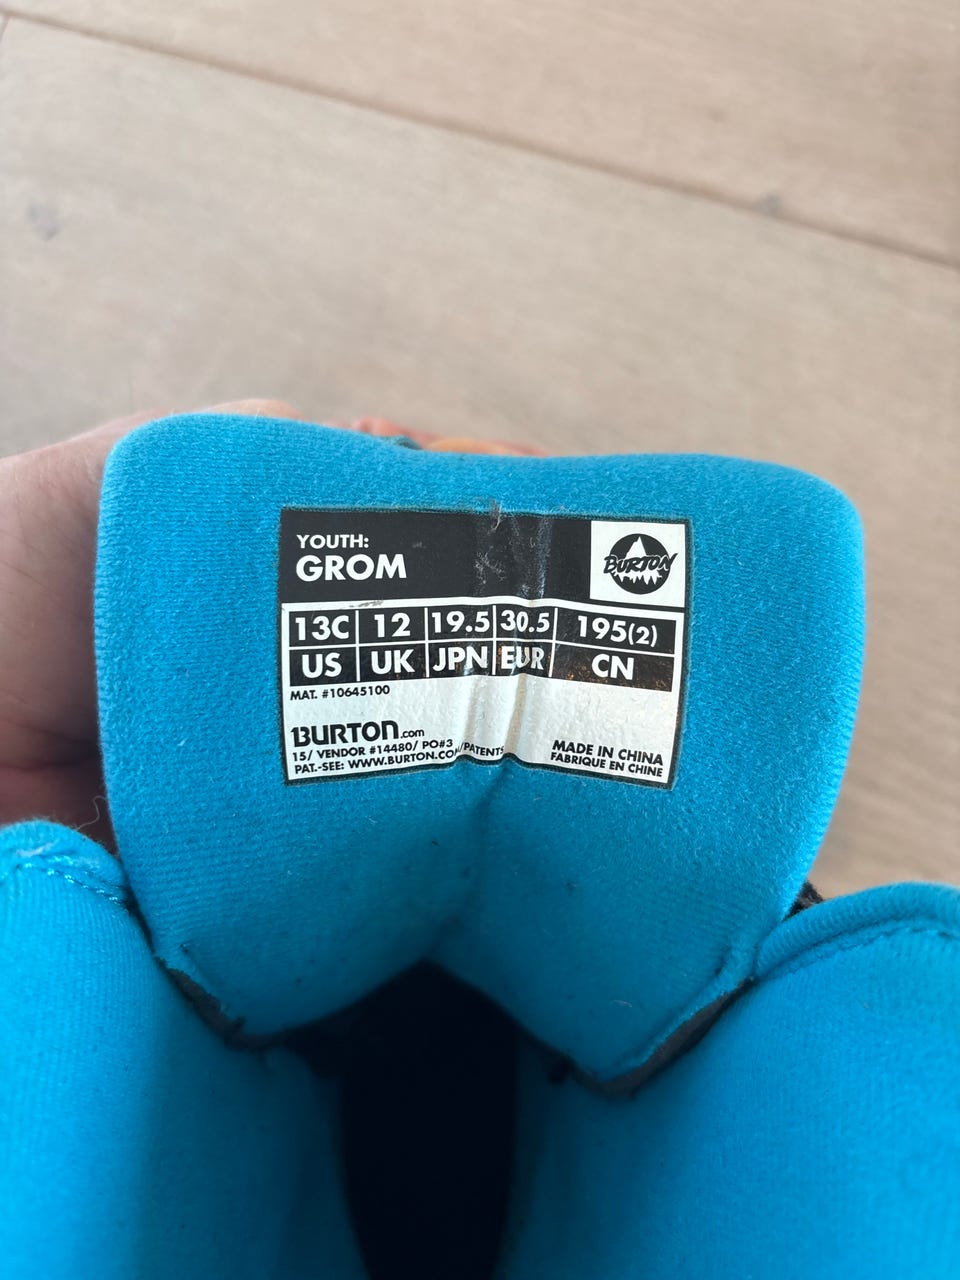 YOUTH:
GROM
BURTON
13C 12 19.5 30.5 195(2)
US UK JPN EUR CN
MAT. #10645100
BURTON.com
15/ VENDOR #14480/ PO#3
PAT.-SEE: WWW.BURTON.CO /PATENTS
MADE IN CHINA
FABRIQUE EN CHINE